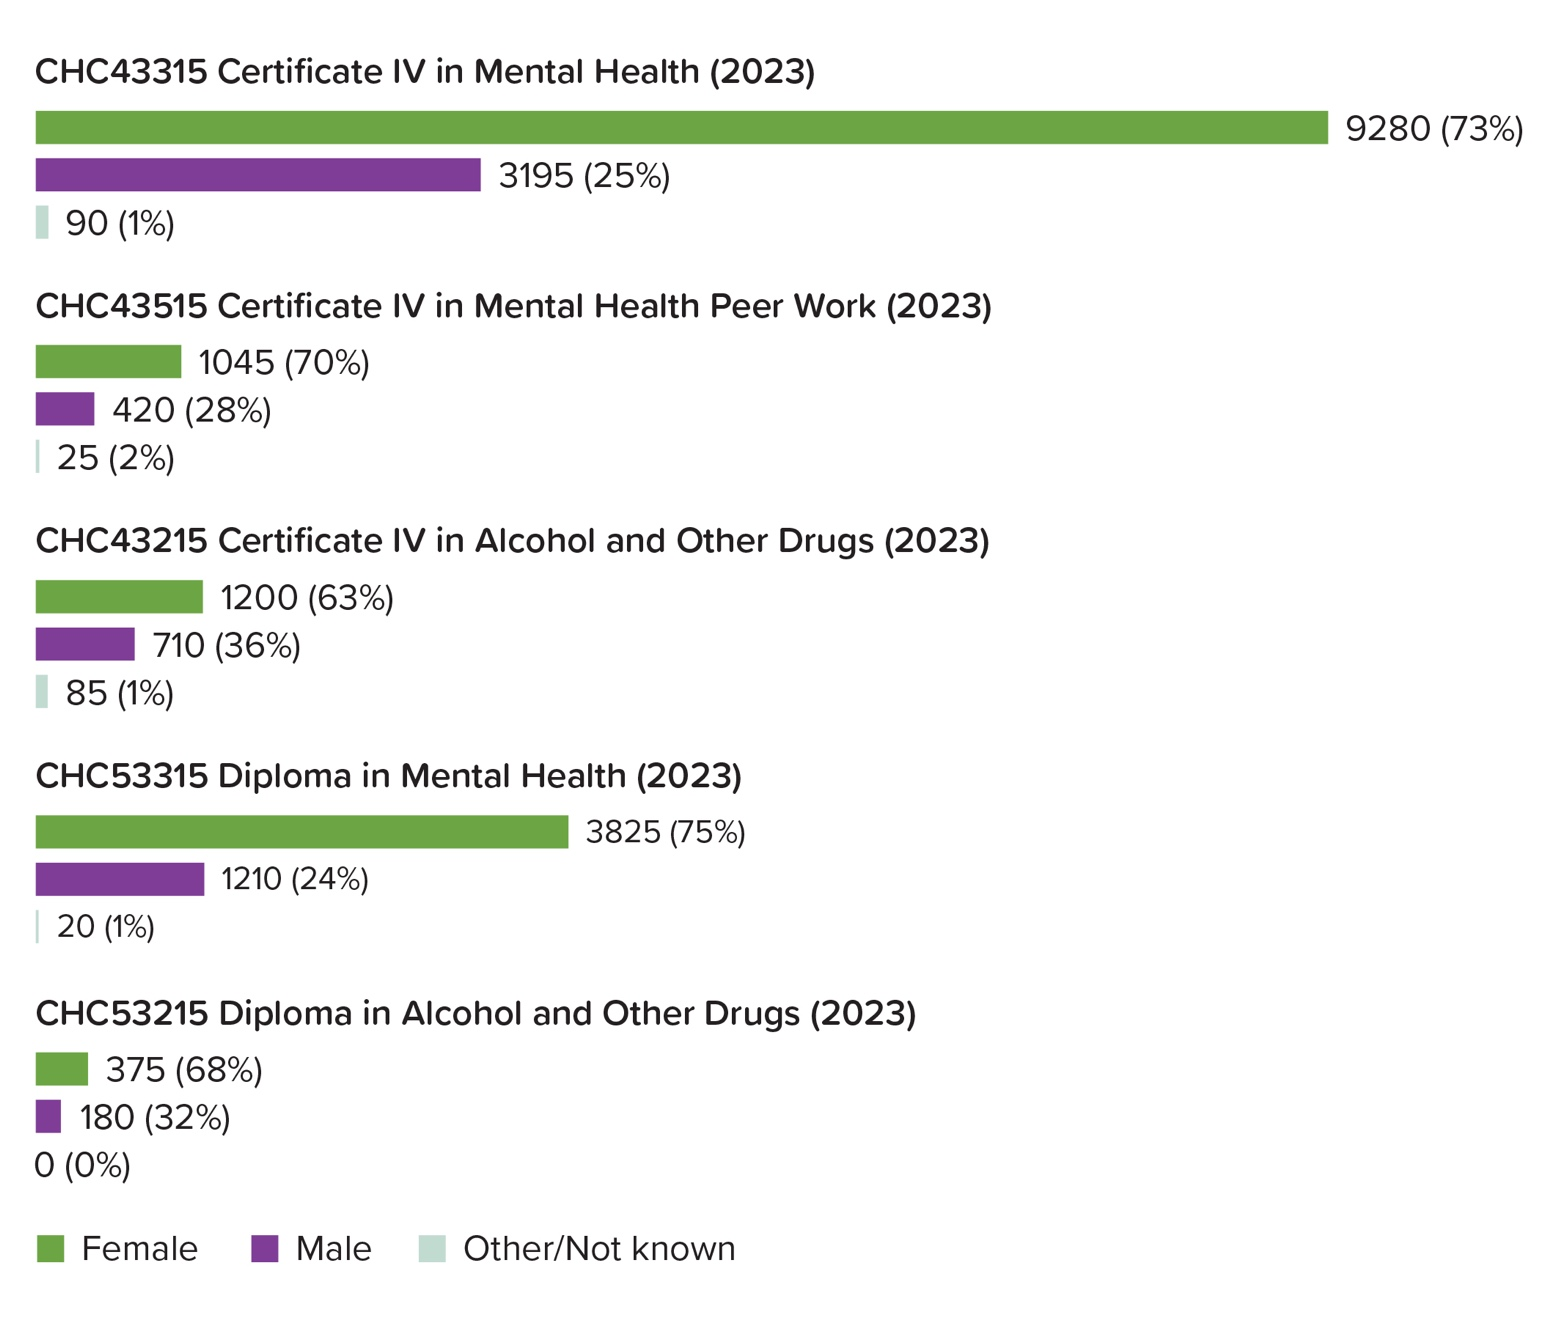 CHC43315 Certificate IV in Mental Health (2023)
9280 (73%)
3195 (25%)
90 (1%)
CHC43515 Certificate IV in Mental Health Peer Work (2023)
1045 (70%)
420 (28%)
25 (2%)
CHC43215 Certificate IV in Alcohol and Other Drugs (2023)
1200 (63%)
710 (36%)
85 (1%)
CHC53315 Diploma in Mental Health (2023)
3825 (75%)
1210 (24%)
20 (1%)
CHC53215 Diploma in Alcohol and Other Drugs (2023)
375 (68%)
180 (32%)
0 (0%)
Female Male Other/Not known